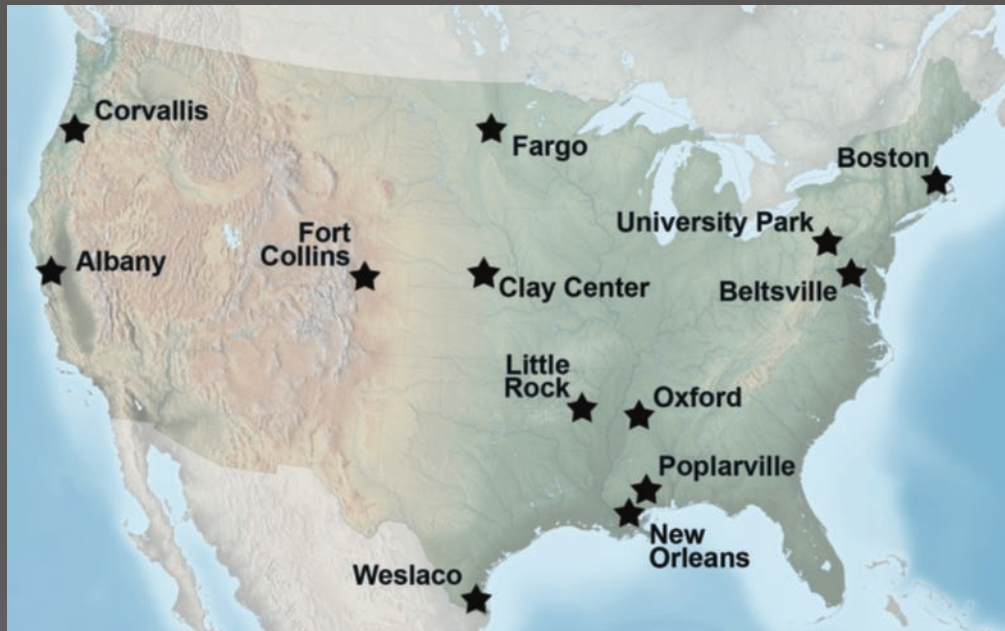 Corvallis
Fargo
Boston
University Park
Fort
Collins
Albany
Clay Center
Beltsville
Little
Rock
Oxford
Poplarville
New
Orleans
Weslaco